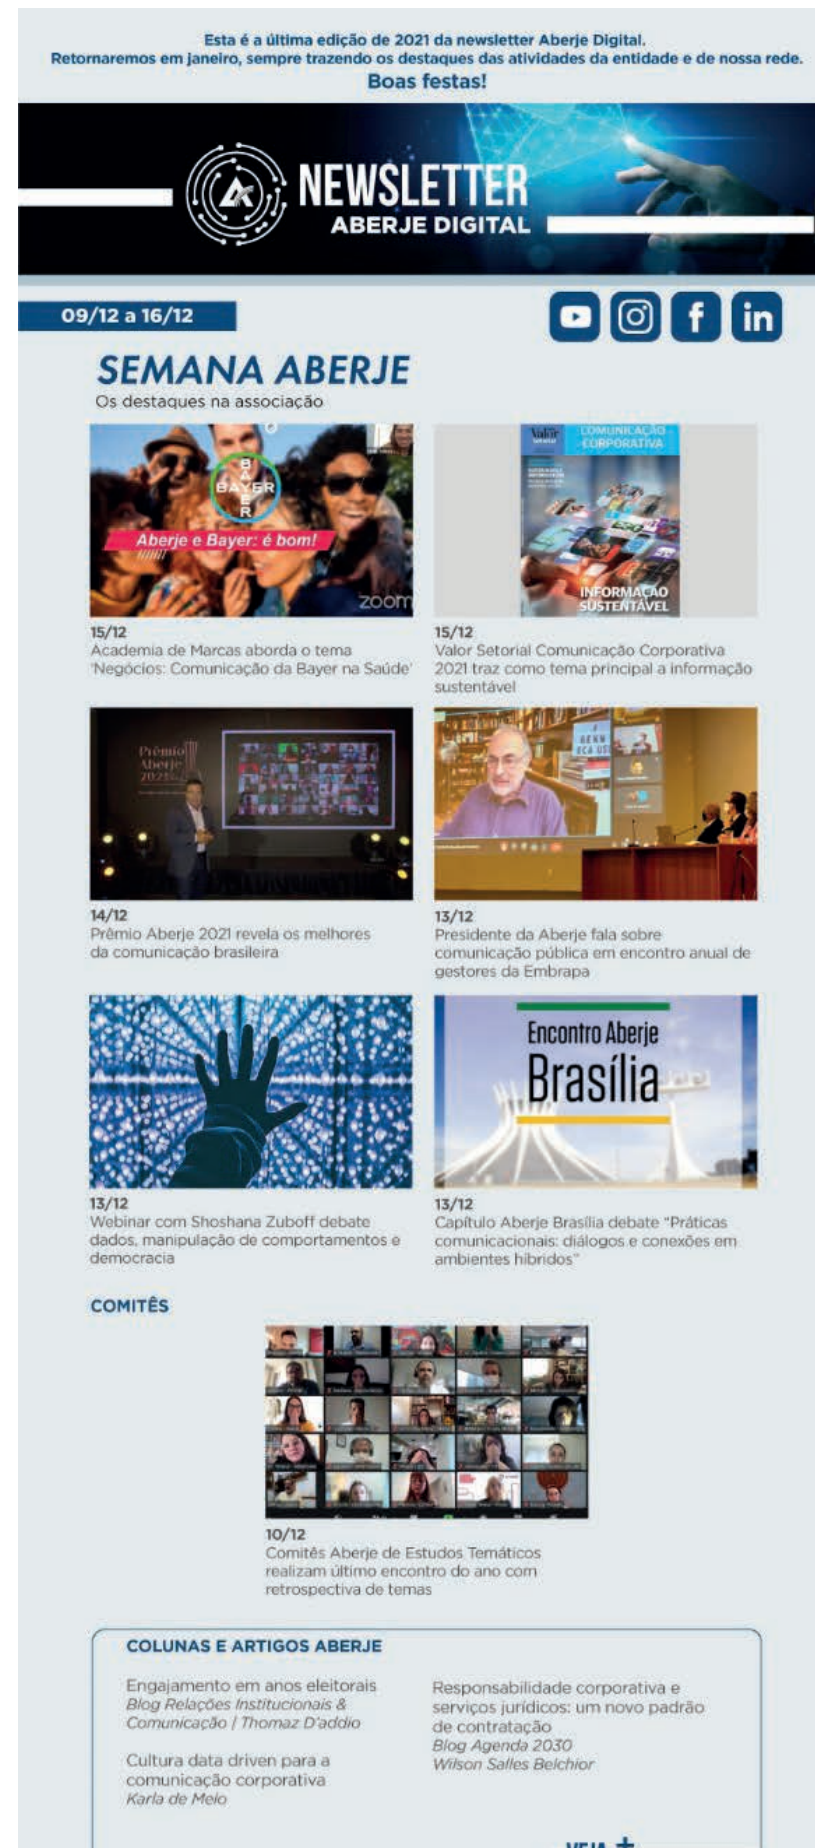 Esta é a última edição de 2021 da newsletter Aberje Digital.
Retornaremos em janeiro, sempre trazendo os destaques das atividades da entidade e de nossa rede.
Boas festas!
NEWSLETTER
ABERJE DIGITAL
09/12 a 16/12
SEMANA ABERJE
Os destaques na associação
BAYER
BAYER
Aberje e Bayer: é bom!
zoom
15/12
Academia de Marcas aborda o tema
'Negócios: Comunicação da Bayer na Saúde'
Valor
COMUNICAÇÃO
CORPORATIVA
INFORMAÇÃO
SUSTENTÁVEL
15/12
Valor Setorial Comunicação Corporativa
2021 traz como tema principal a informação
sustentável
Prêmio
Aberje
2021
14/12
Prêmio Aberje 2021 revela os melhores
da comunicação brasileira
13/12
Presidente da Aberje fala sobre
comunicação pública em encontro anual de
gestores da Embrapa
13/12
Webinar com Shoshana Zuboff debate
dados, manipulação de comportamentos e
democracia
Encontro Aberje
Brasília
13/12
Capítulo Aberje Brasília debate "Práticas
comunicacionais: diálogos e conexões em
ambientes híbridos"
COMITÊS
10/12
Comitês Aberje de Estudos Temáticos
realizam último encontro do ano com
retrospectiva de temas
COLUNAS E ARTIGOS ABERJE
Engajamento em anos eleitorais
Blog Relações Institucionais &
Comunicação | Thomaz D'addio
Cultura data driven para a
comunicação corporativa
Karla de Melo
Responsabilidade corporativa e
serviços jurídicos: um novo padrão
de contratação
Blog Agenda 2030
Wilson Salles Belchior
VEJA +